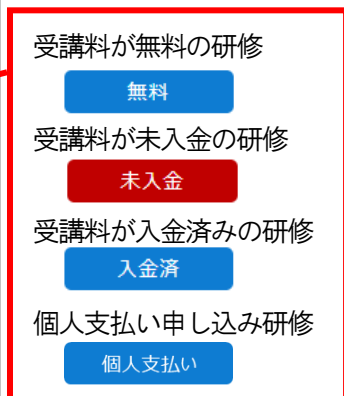 受講料が無料の研修
無料
受講料が未入金の研修
未入金
受講料が入金済みの研修
入金済
個人支払い申し込み研修
個人支払い